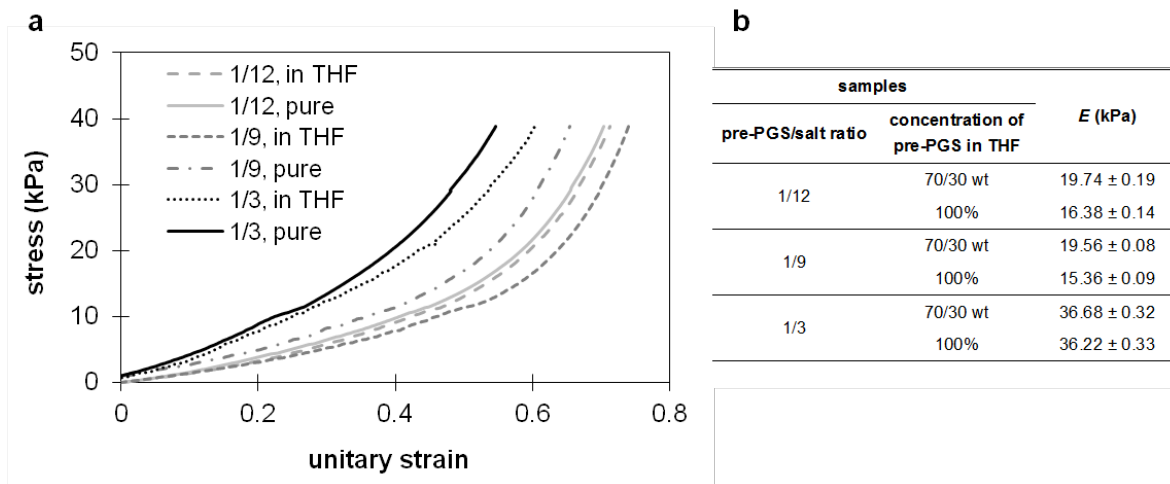 a
50
40
30
20
10
0
stress (kPa)
1/12, in THF
1/12, pure
1/9, in THF
1/9, pure
1/3, in THF
1/3, pure
0 0.2 0.4 0.6 0.8
unitary strain
b
samples
E (kPa)
pre-PGS/salt ratio
concentration of
pre-PGS in THF
1/12
70/30 wt 19.74 ± 0.19
100% 16.38 ± 0.14
1/9
70/30 wt 19.56 ± 0.08
100% 15.36 ± 0.09
1/3
70/30 wt 36.68 ± 0.32
100% 36.22 ± 0.33